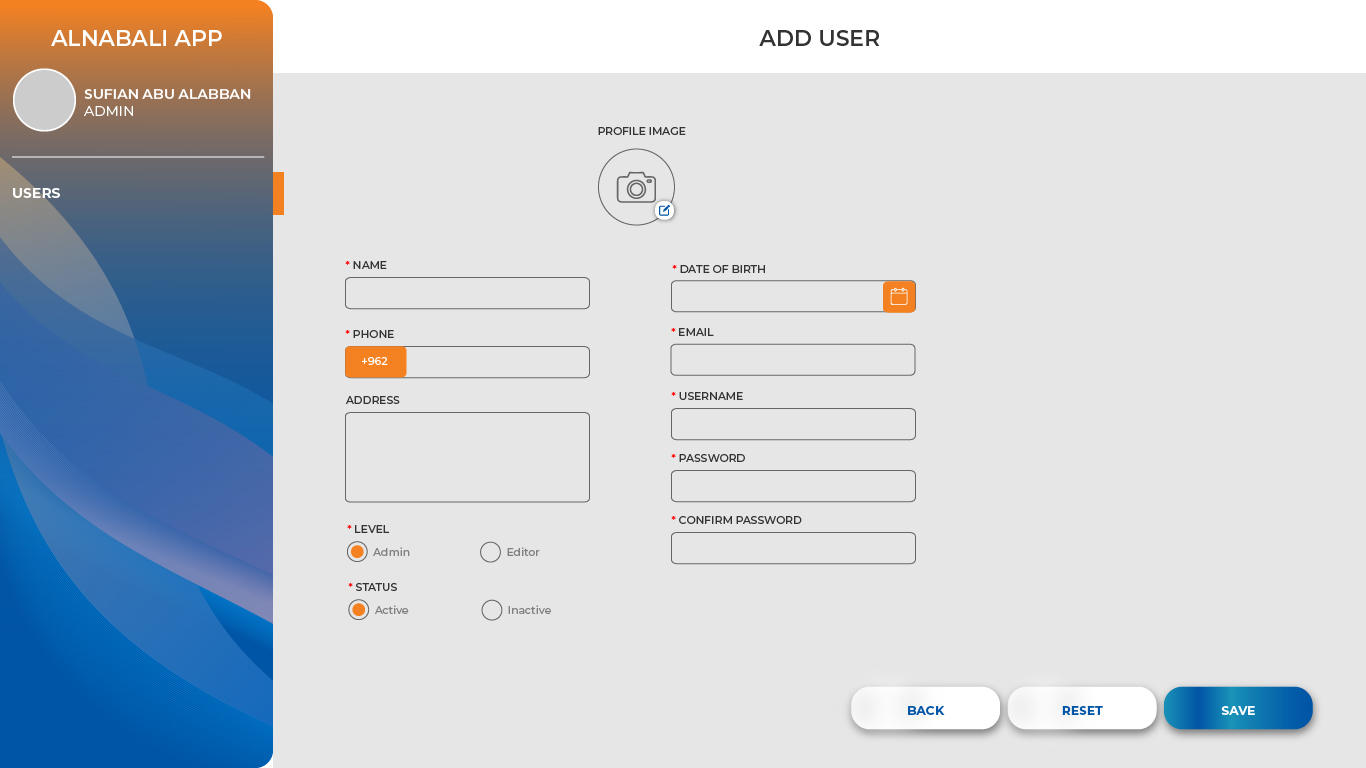 ALNABALI APP
SUFIAN ABU ALABBAN
ADMIN
USERS
ADD USER
PROFILE IMAGE
* NAME
* PHONE
+962
ADDRESS
* LEVEL
Admin Editor
* STATUS
Active Inactive
* DATE OF BIRTH
* EMAIL
* USERNAME
* PASSWORD
* CONFIRM PASSWORD
BACK RESET SAVE